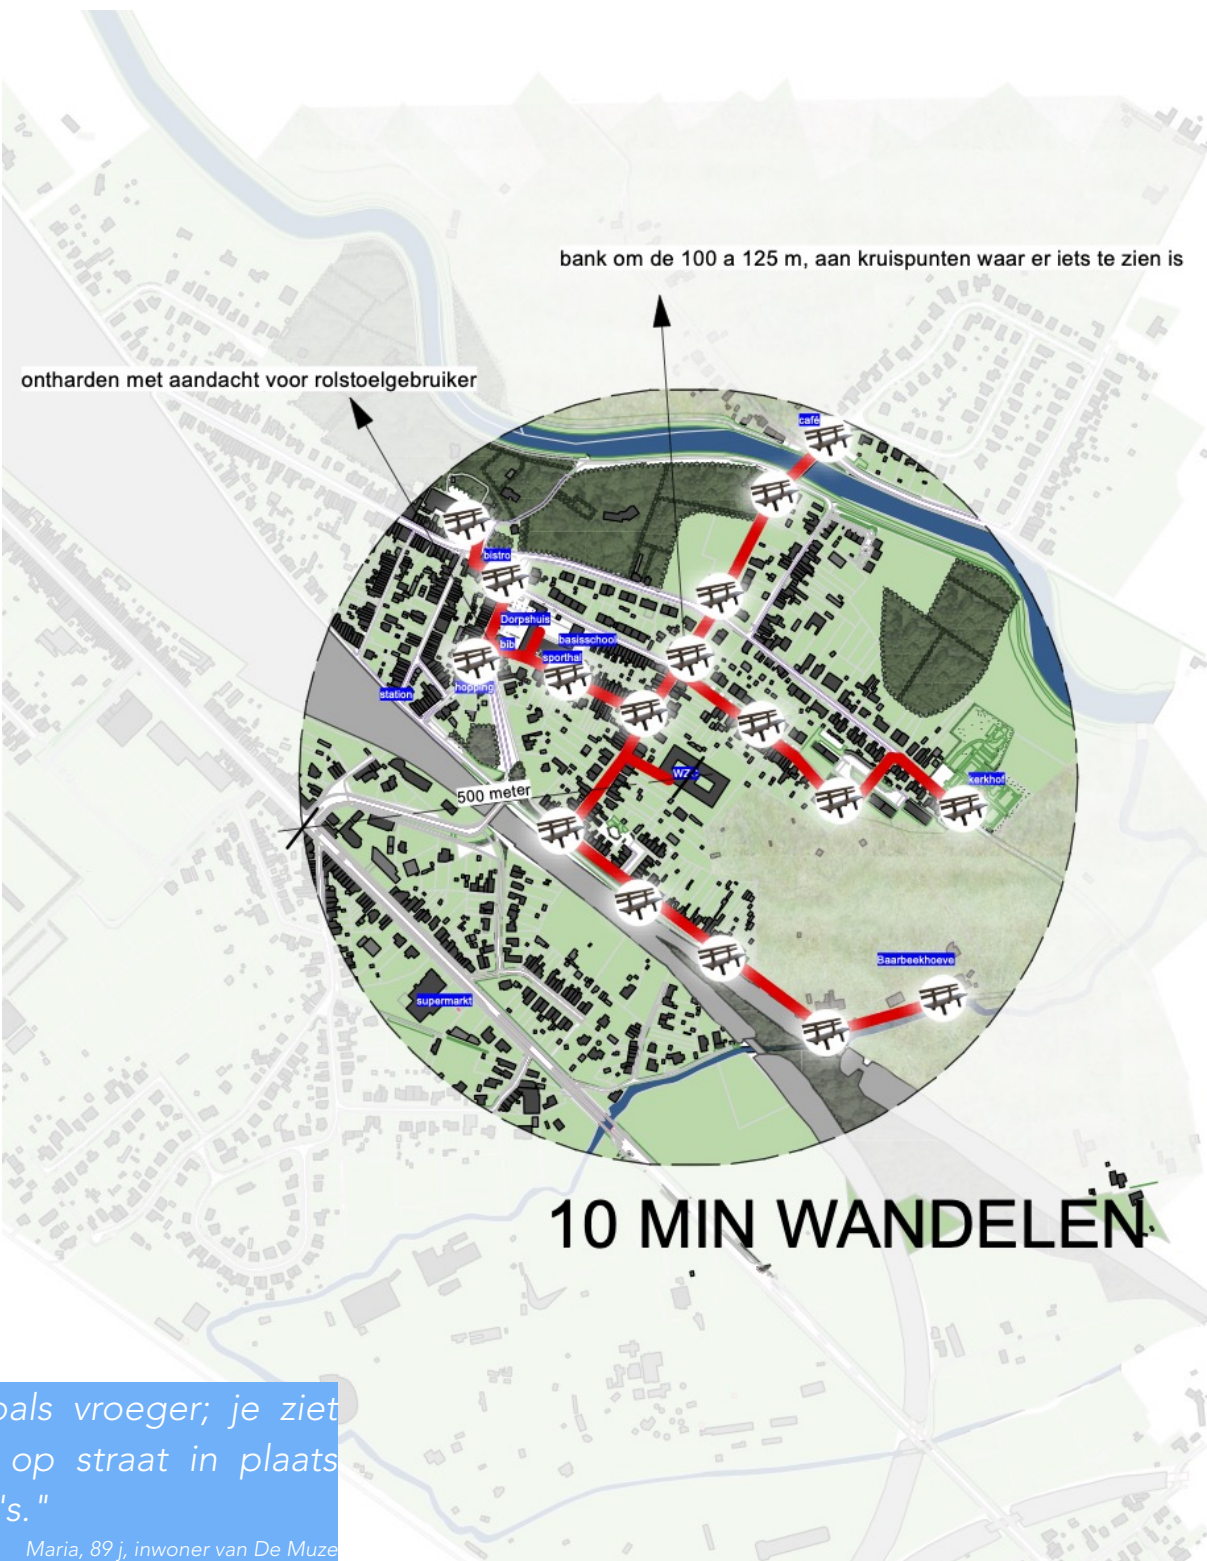 bank om de 100 a 125 m, aan kruispunten waar er iets te zien is
ontharden met aandacht voor rolstoelgebruiker
café
bistro
Dorpshuis
basisschool
bib
sporthal
hopping
station
WZC
kerkhof
500 meter
Baarbeekhoeve
supermarkt
10 MIN WANDELEN
oals vroeger; je ziet
op straat in plaats
's."
Maria, 89 j, inwoner van De Muze